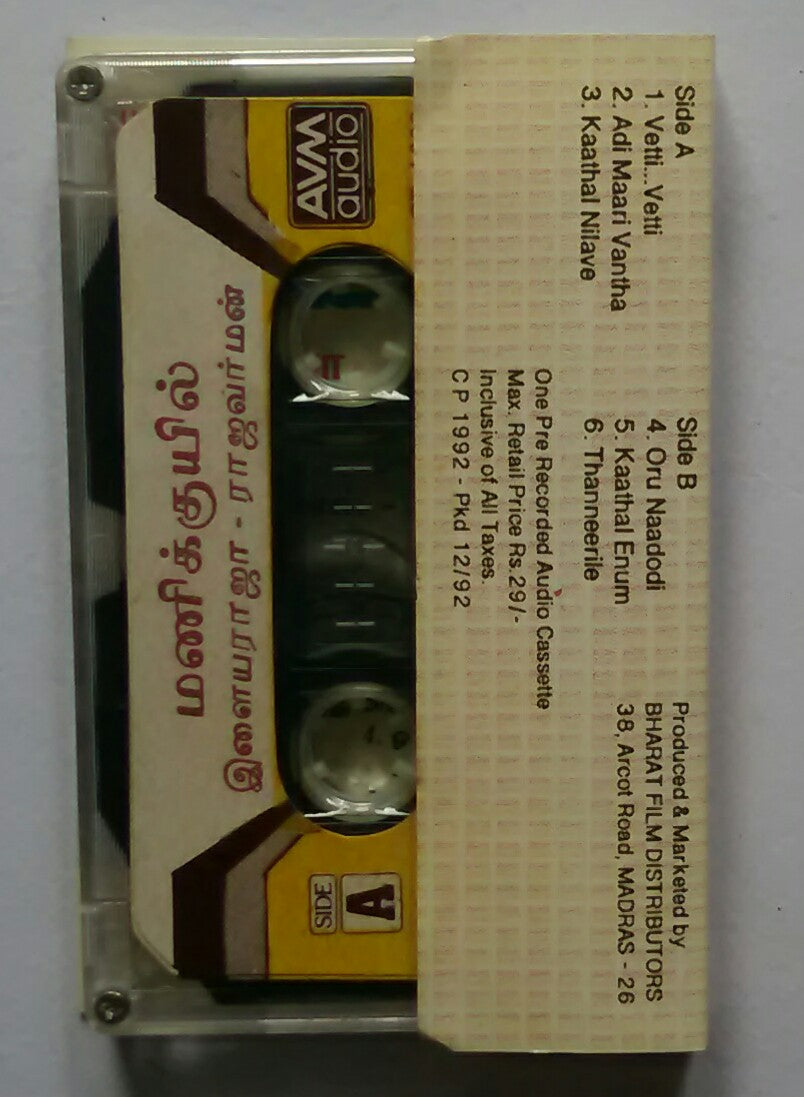 Side A
1. Vetti...Vetti
2. Adi Maari Vantha
3. Kaathal Nilave
Side B
4. Oru Naadodi
5. Kaathal Enum
6. Thanneerile
Produced & Marketed by
BHARAT FILM DISTRIBUTORS
38, Arcot Road, MADRAS - 26
One Pre Recorded Audio Cassette
Max. Retail Price Rs.29/-
Inclusive of All Taxes.
C P 1992 - Pkd 12/92
AVM
audio
மணிக்குயில்
இளையராஜா - ராஜவர்மன்
A
SIDE